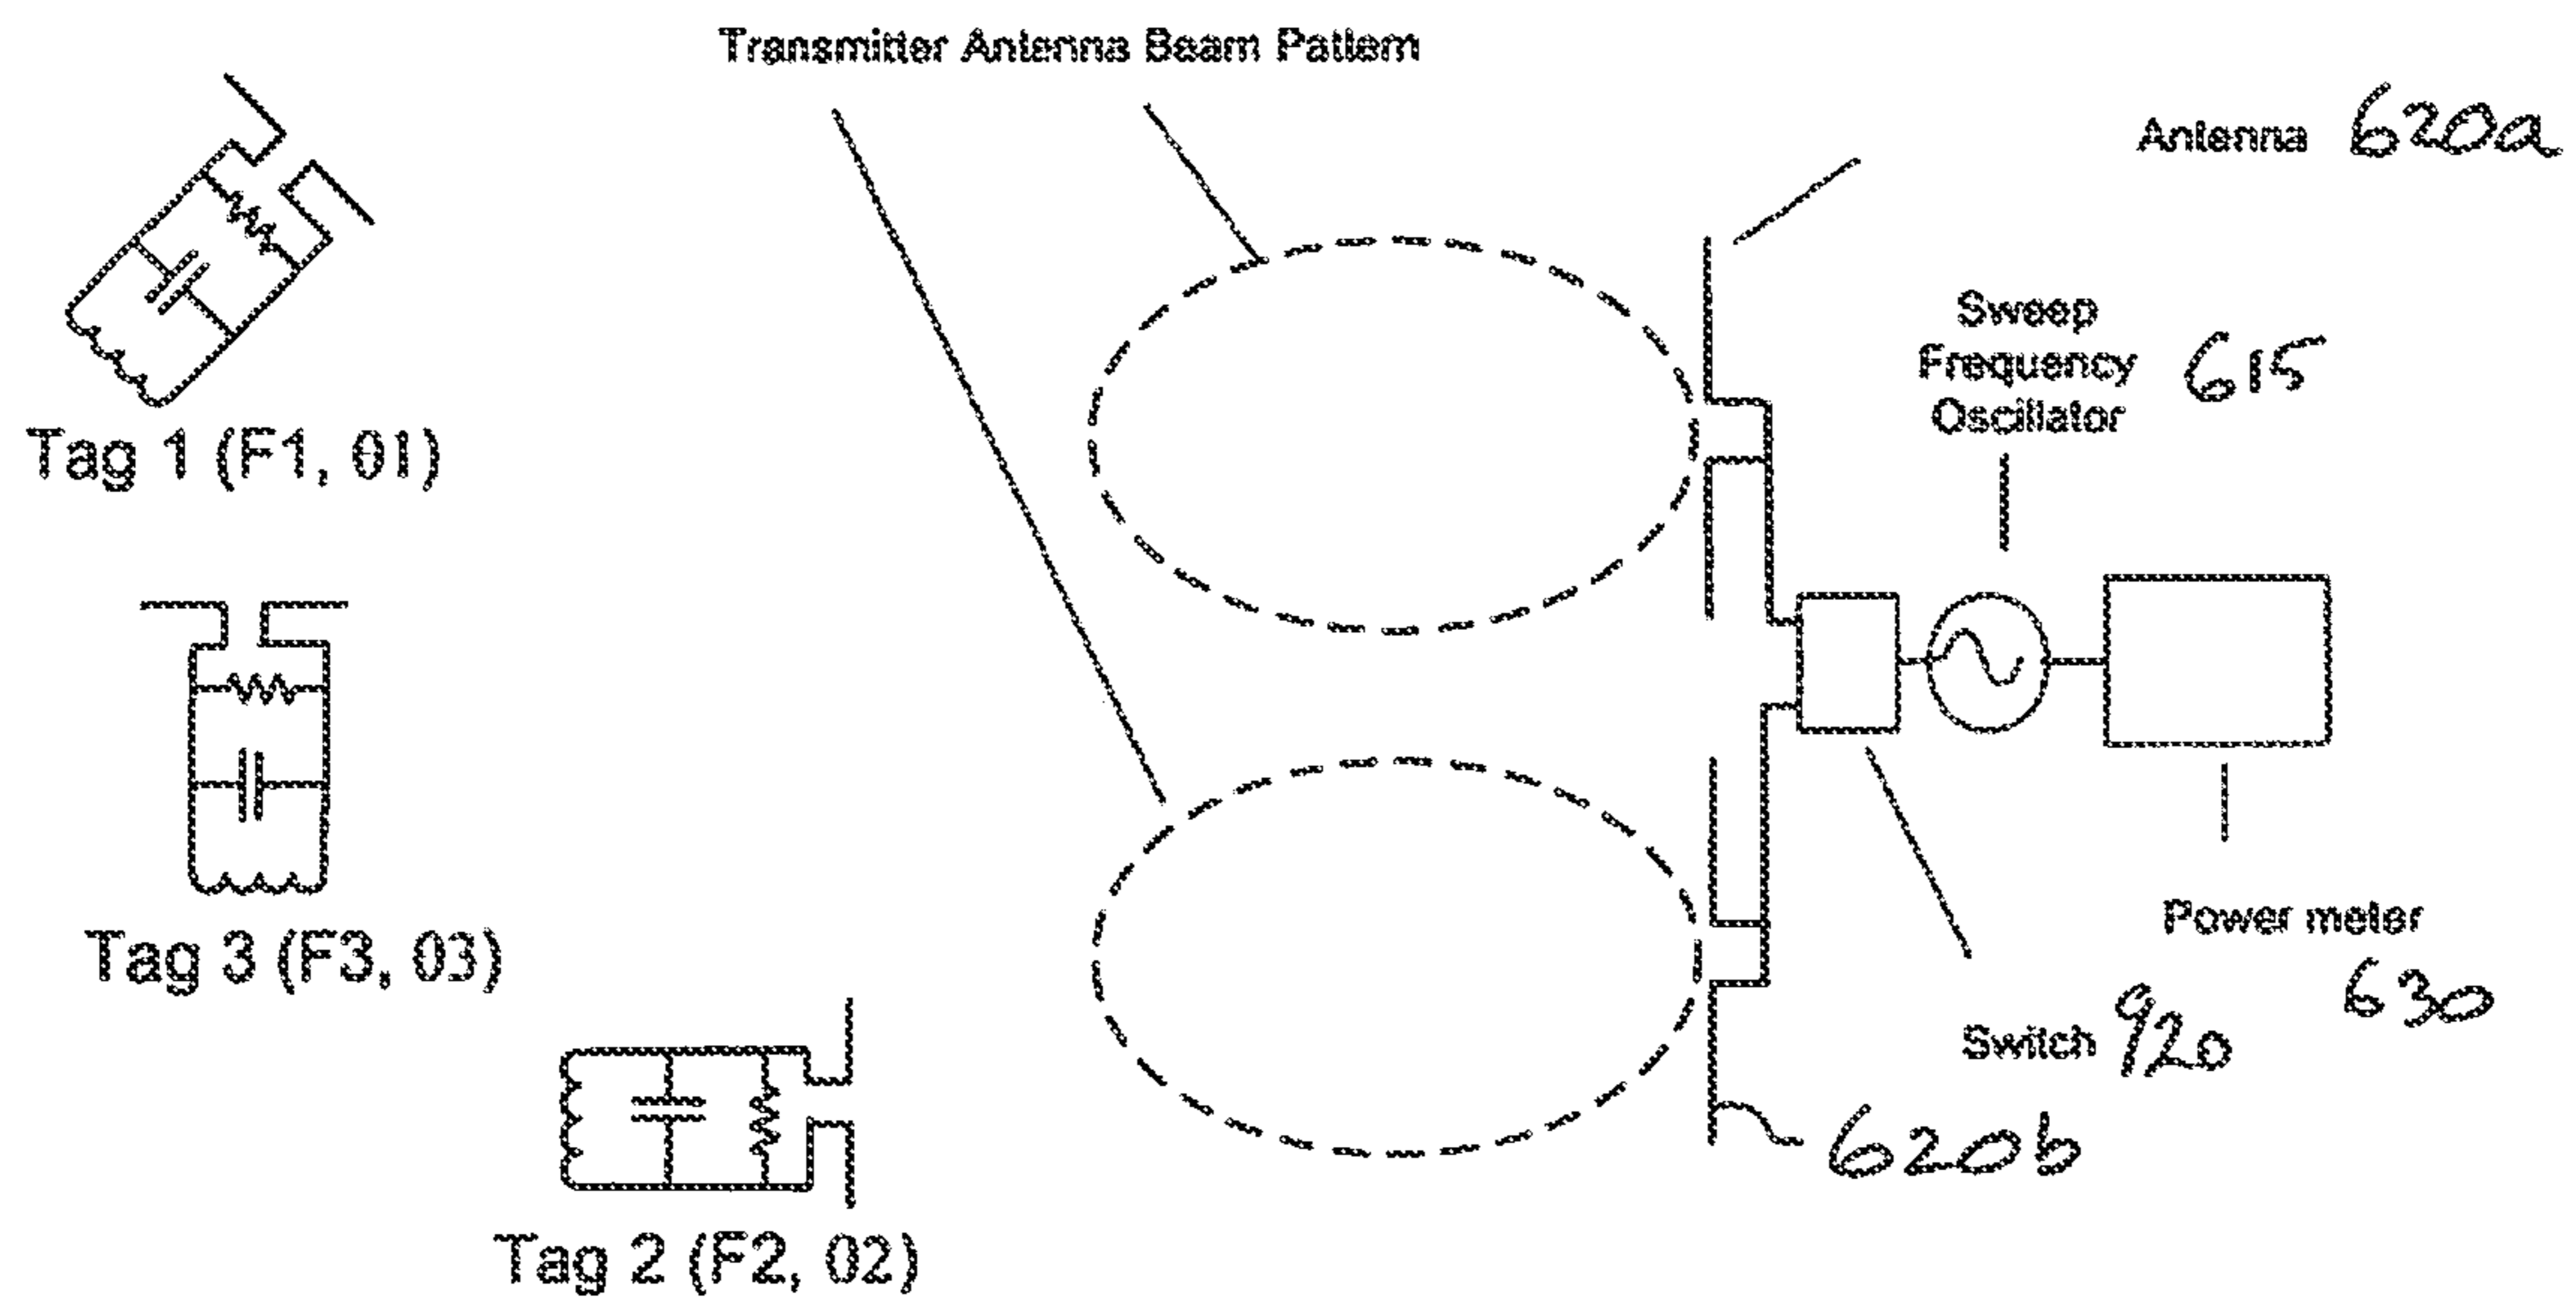 Transmitter Antenna Beam Pattern
Antenna 620a
Sweep
Frequency 615
Oscillator
Tag 1 (F1, 01)
Tag 3 (F3, 03)
Power meter
630
Switch 920
620b
Tag 2 (F2, 02)